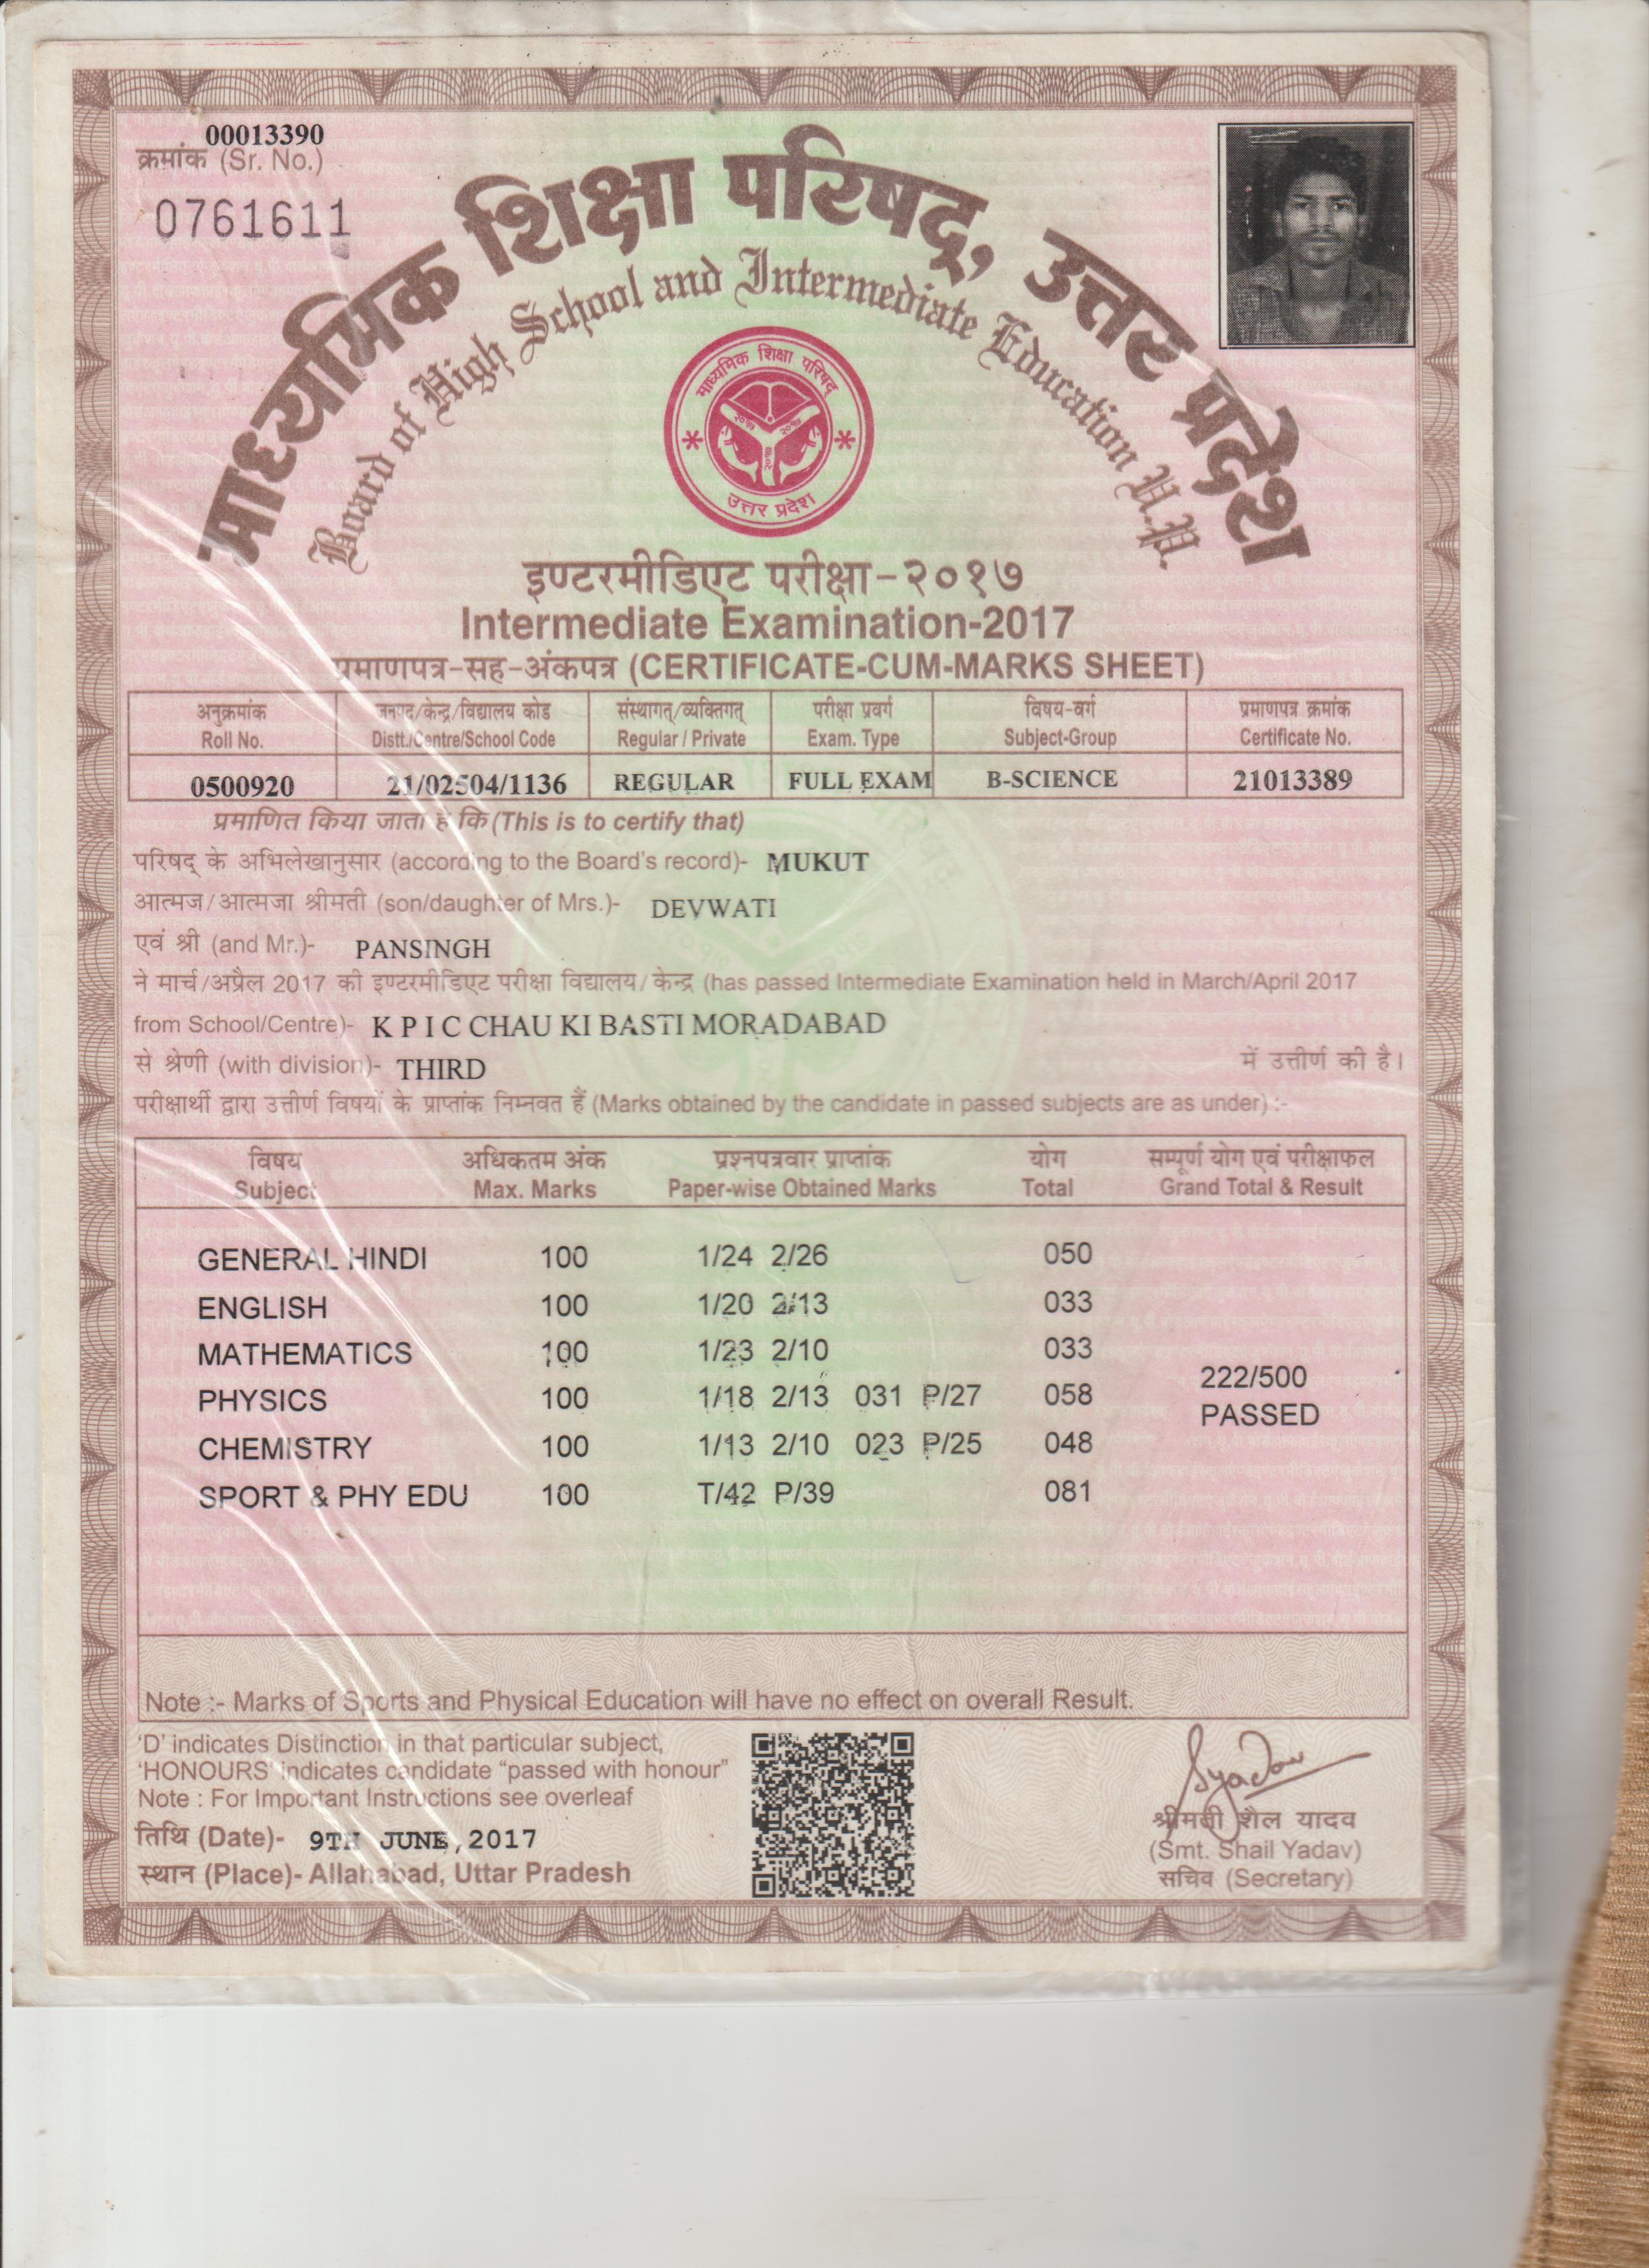 00013390
क्रमांक (Sr. No.)
0761611
माध्यमिक शिक्षा परिषद्, उत्तर प्रदेश
Board of High School and Intermediate Education U.P.
माध्यमिक शिक्षा परिषद्
२०१७ २०१७
२०१७
उत्तर प्रदेश
इण्टरमीडिएट परीक्षा-२०१७
Intermediate Examination-2017
प्रमाणपत्र-सह-अंकपत्र (CERTIFICATE-CUM-MARKS SHEET)
अनुक्रमांक जनपद/केन्द्र/विद्यालय कोड संस्थागत्/व्यक्तिगत् परीक्षा प्रवर्ग विषय-वर्ग प्रमाणपत्र क्रमांक
Roll No. Distt./Centre/School Code Regular / Private Exam. Type Subject-Group Certificate No.
0500920 21/02504/1136 REGULAR FULL EXAM B-SCIENCE 21013389
प्रमाणित किया जाता है कि (This is to certify that)
परिषद् के अभिलेखानुसार (according to the Board's record)- MUKUT
आत्मज/आत्मजा श्रीमती (son/daughter of Mrs.)- DEVWATI
एवं श्री (and Mr.)- PANSINGH
ने मार्च/अप्रैल 2017 की इण्टरमीडिएट परीक्षा विद्यालय/केन्द्र (has passed Intermediate Examination held in March/April 2017
from School/Centre)- K P I C CHAU KI BASTI MORADABAD
से श्रेणी (with division)- THIRD में उत्तीर्ण की है।
परीक्षार्थी द्वारा उत्तीर्ण विषयों के प्राप्तांक निम्नवत हैं (Marks obtained by the candidate in passed subjects are as under) :-
विषय अधिकतम अंक प्रश्नपत्रवार प्राप्तांक योग सम्पूर्ण योग एवं परीक्षाफल
Subject Max. Marks Paper-wise Obtained Marks Total Grand Total & Result
GENERAL HINDI 100 1/24 2/26 050
ENGLISH 100 1/20 2/13 033
MATHEMATICS 100 1/23 2/10 033
222/500
PHYSICS 100 1/18 2/13 031 P/27 058
PASSED
CHEMISTRY 100 1/13 2/10 023 P/25 048
SPORT & PHY EDU 100 T/42 P/39 081
Note :- Marks of Sports and Physical Education will have no effect on overall Result.
'D' indicates Distinction in that particular subject,
'HONOURS' indicates candidate "passed with honour"
Note : For Important Instructions see overleaf
तिथि (Date)- 9TH JUNE,2017
स्थान (Place)- Allahabad, Uttar Pradesh
Syadav
श्रीमती शैल यादव
(Smt. Shail Yadav)
सचिव (Secretary)